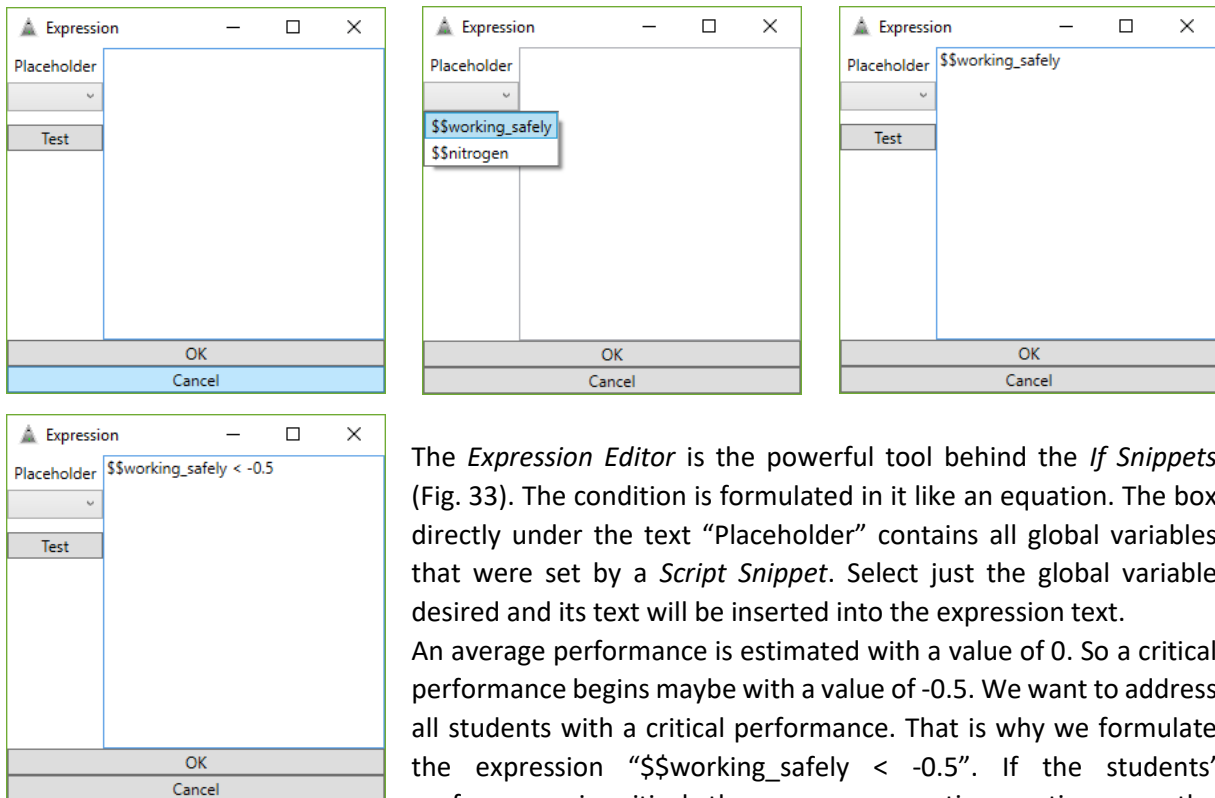 Expression
Placeholder
Test
OK
Cancel
Expression
Placeholder
$$working_safely
$$nitrogen
OK
Cancel
Expression
Placeholder
$$working_safely
Test
OK
Cancel
Expression
Placeholder
$$working_safely < -0.5
Test
OK
Cancel
The Expression Editor is the powerful tool behind the If Snippets
(Fig. 33). The condition is formulated in it like an equation. The box
directly under the text “Placeholder” contains all global variables
that were set by a Script Snippet. Select just the global variable
desired and its text will be inserted into the expression text.
An average performance is estimated with a value of 0. So a critical
performance begins maybe with a value of -0.5. We want to address
all students with a critical performance. That is why we formulate
the expression “$$working_safely < -0.5”. If the students’